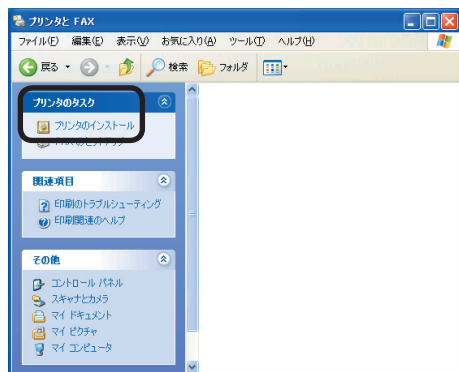 プリンタと FAX
ファイル(F) 編集(E) 表示(V) お気に入り(A) ツール(T) ヘルプ(H)
戻る 検索 フォルダ
プリンタのタスク
プリンタのインストール
関連項目
印刷のトラブルシューティング
印刷関連のヘルプ
その他
コントロール パネル
スキャナとカメラ
マイ ドキュメント
マイ ピクチャ
マイ コンピュータ